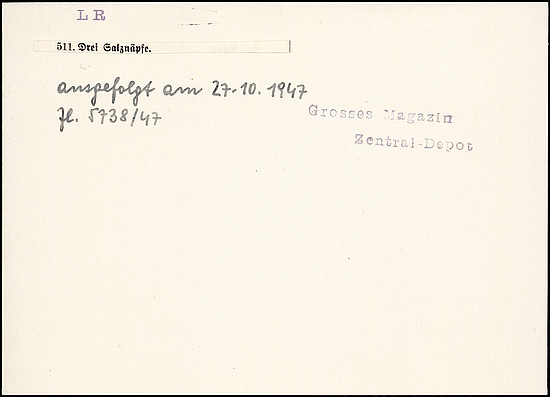 LR
511. Drei Salznäpfe.
ausgefolgt am 27.10.1947
Zl. 5738/47
Grosses Magazin
Zentral-Depot